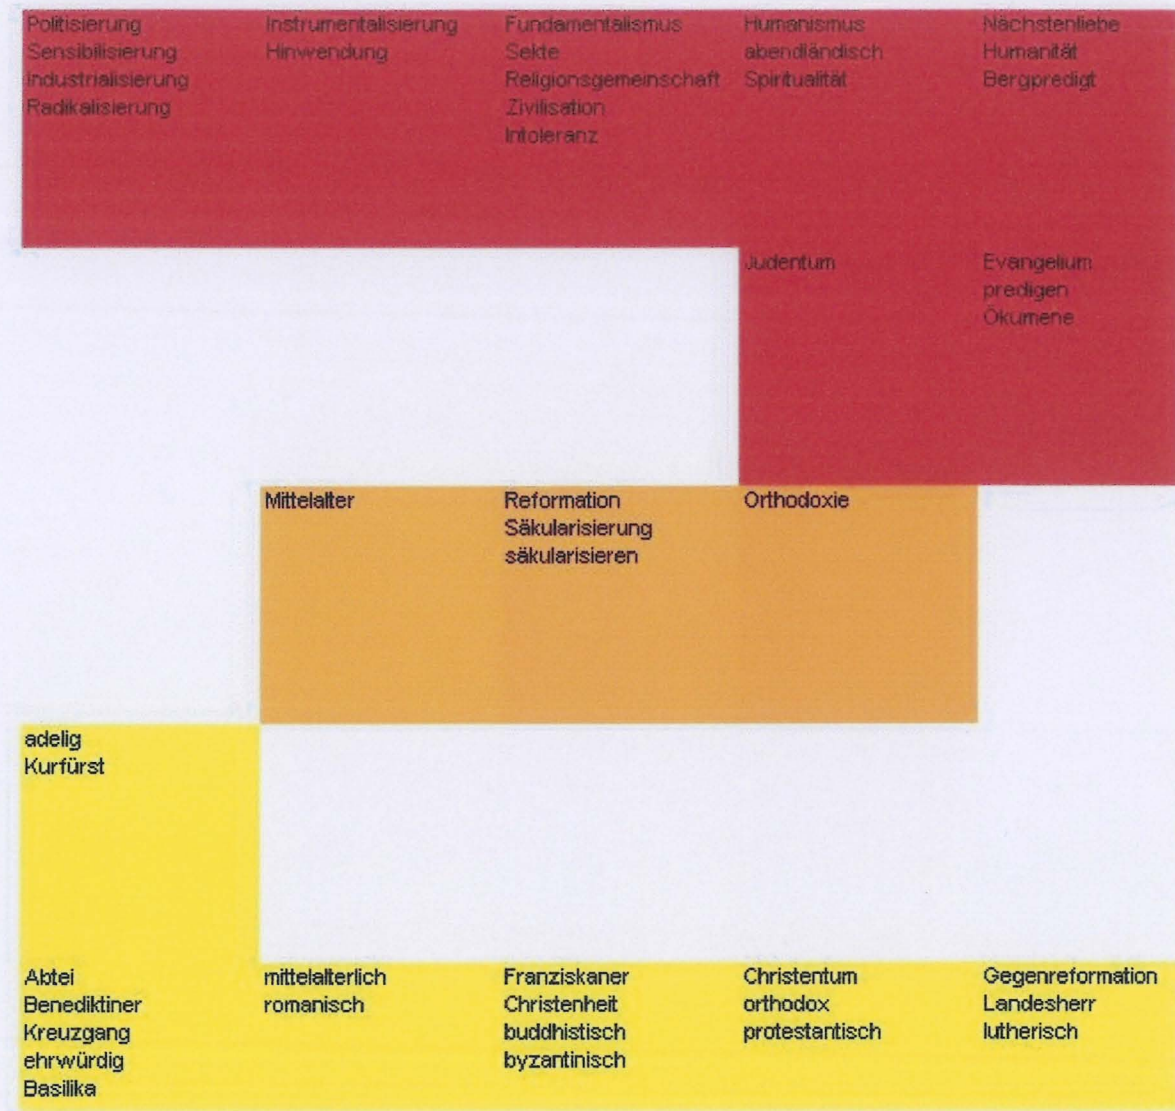 Politisierung
Sensibilisierung
Industrialisierung
Radikalisierung
Instrumentalisierung
Hinwendung
Fundamentalismus
Sekte
Religionsgemeinschaft
Zivilisation
Intoleranz
Humanismus
abendländisch
Spiritualität
Nächstenliebe
Humanität
Bergpredigt
Judentum
Evangelium
predigen
Ökumene
Mittelalter
Reformation
Säkularisierung
säkularisieren
Orthodoxie
adelig
Kurfürst
Abtei
Benediktiner
Kreuzgang
ehrwürdig
Basilika
mittelalterlich
romanisch
Franziskaner
Christenheit
buddhistisch
byzantinisch
Christentum
orthodox
protestantisch
Gegenreformation
Landesherr
lutherisch